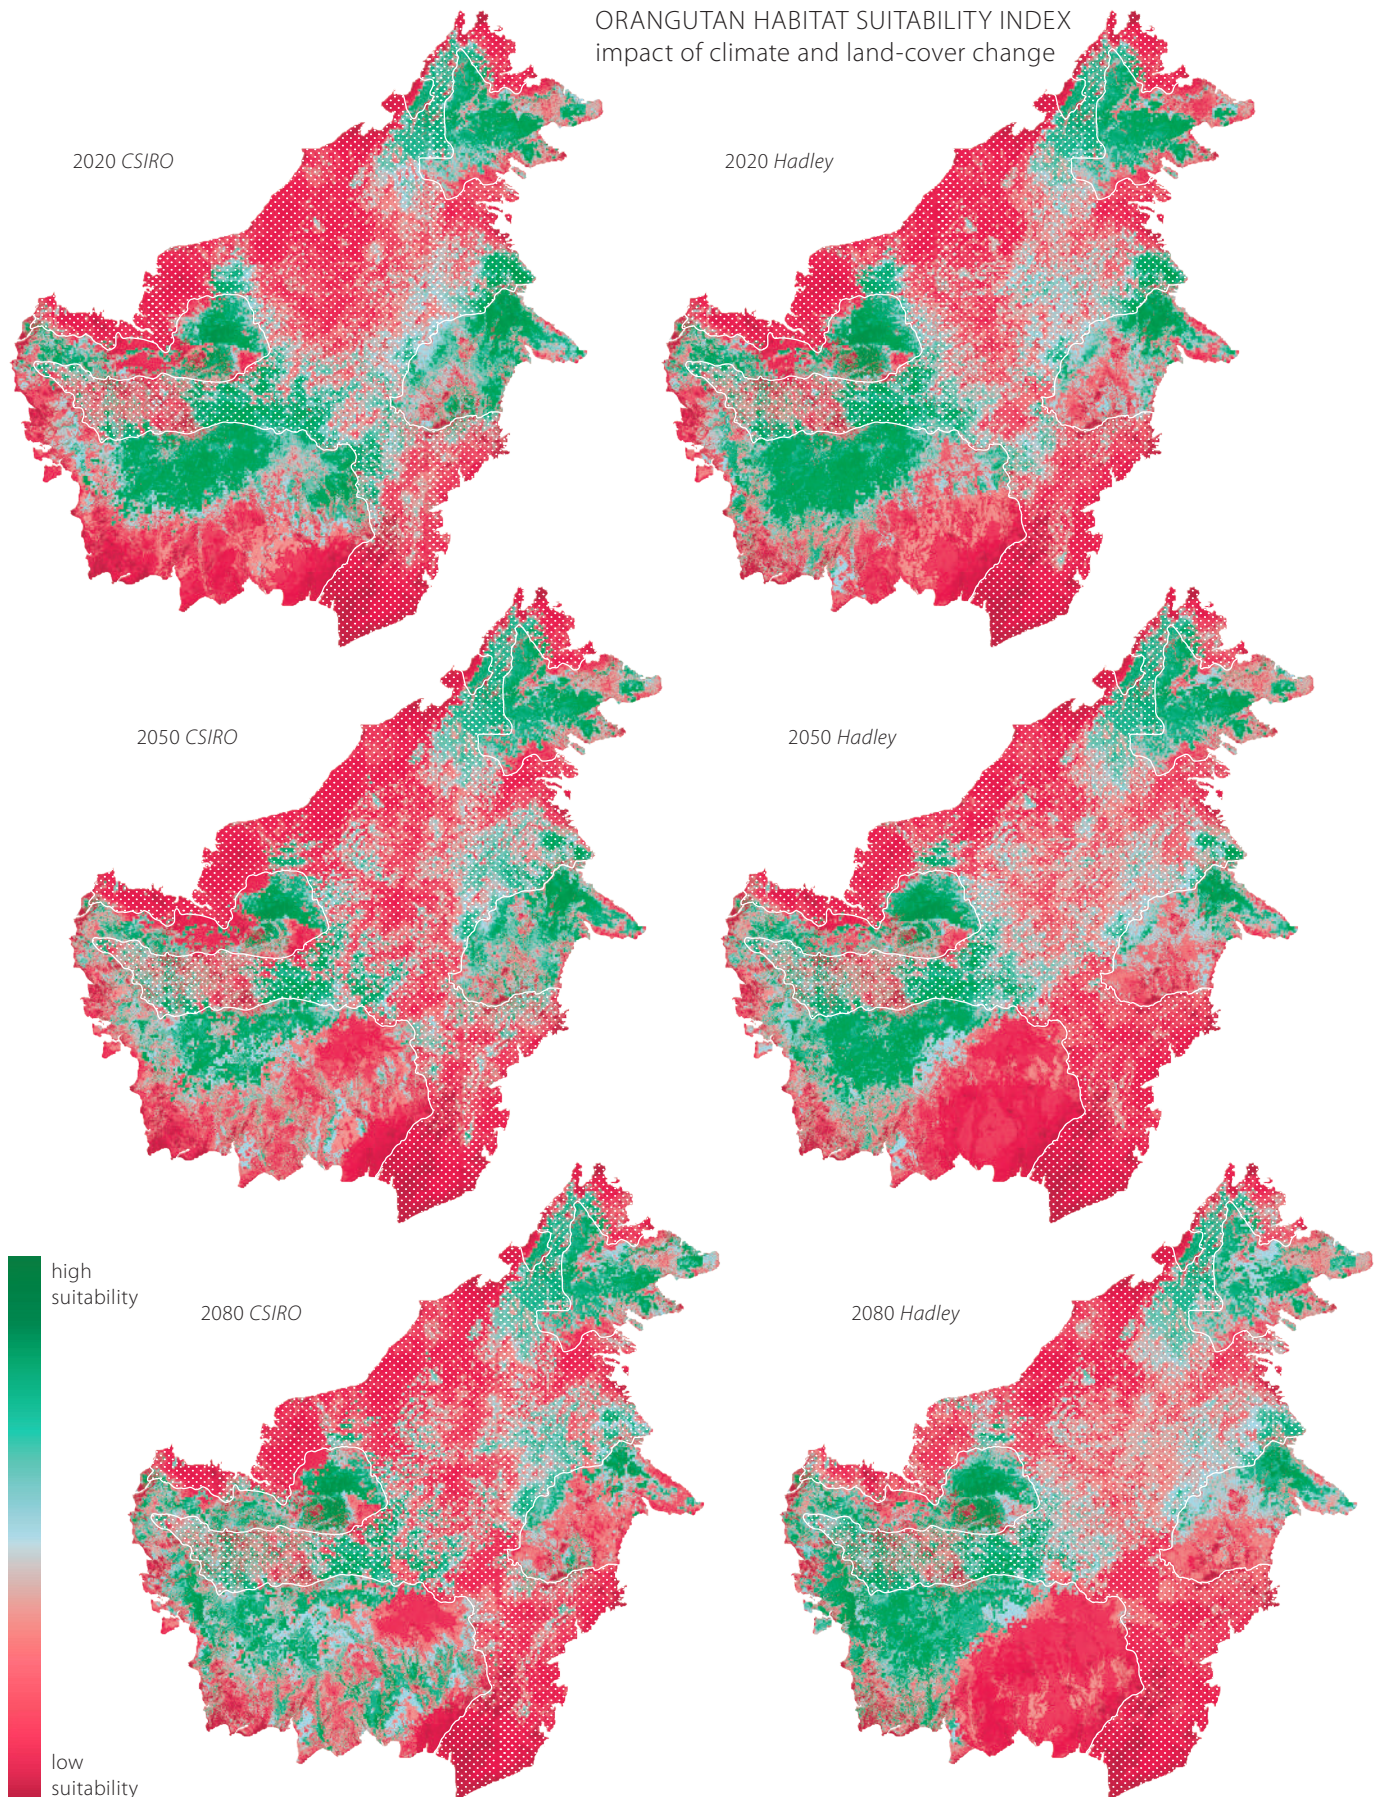 ORANGUTAN HABITAT SUITABILITY INDEX
impact of climate and land-cover change
2020 CSIRO
2020 Hadley
2050 CSIRO
2050 Hadley
high
suitability
2080 CSIRO
2080 Hadley
low
suitability